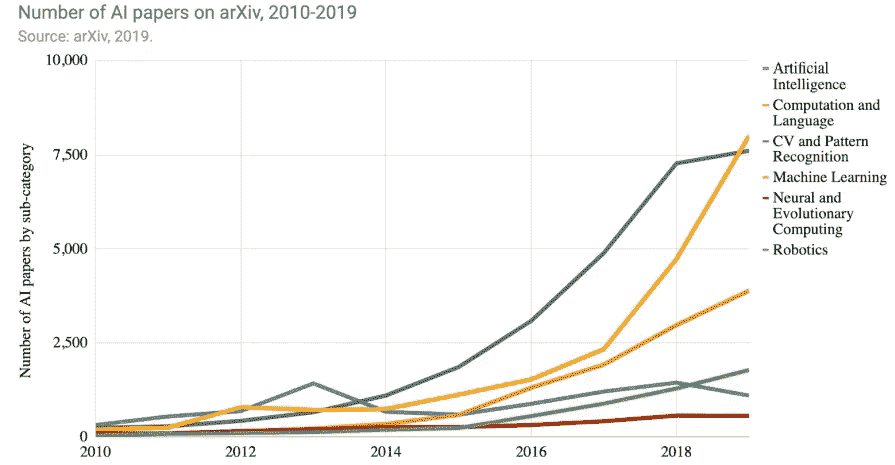 Number of AI papers on arXiv, 2010-2019
Source: arXiv, 2019.
Number of AI papers by sub-category
10,000
7,500
5,000
2,500
0
2010
2012
2014
2016
2018
Artificial
Intelligence
Computation and
Language
CV and Pattern
Recognition
Machine Learning
Neural and
Evolutionary
Computing
Robotics